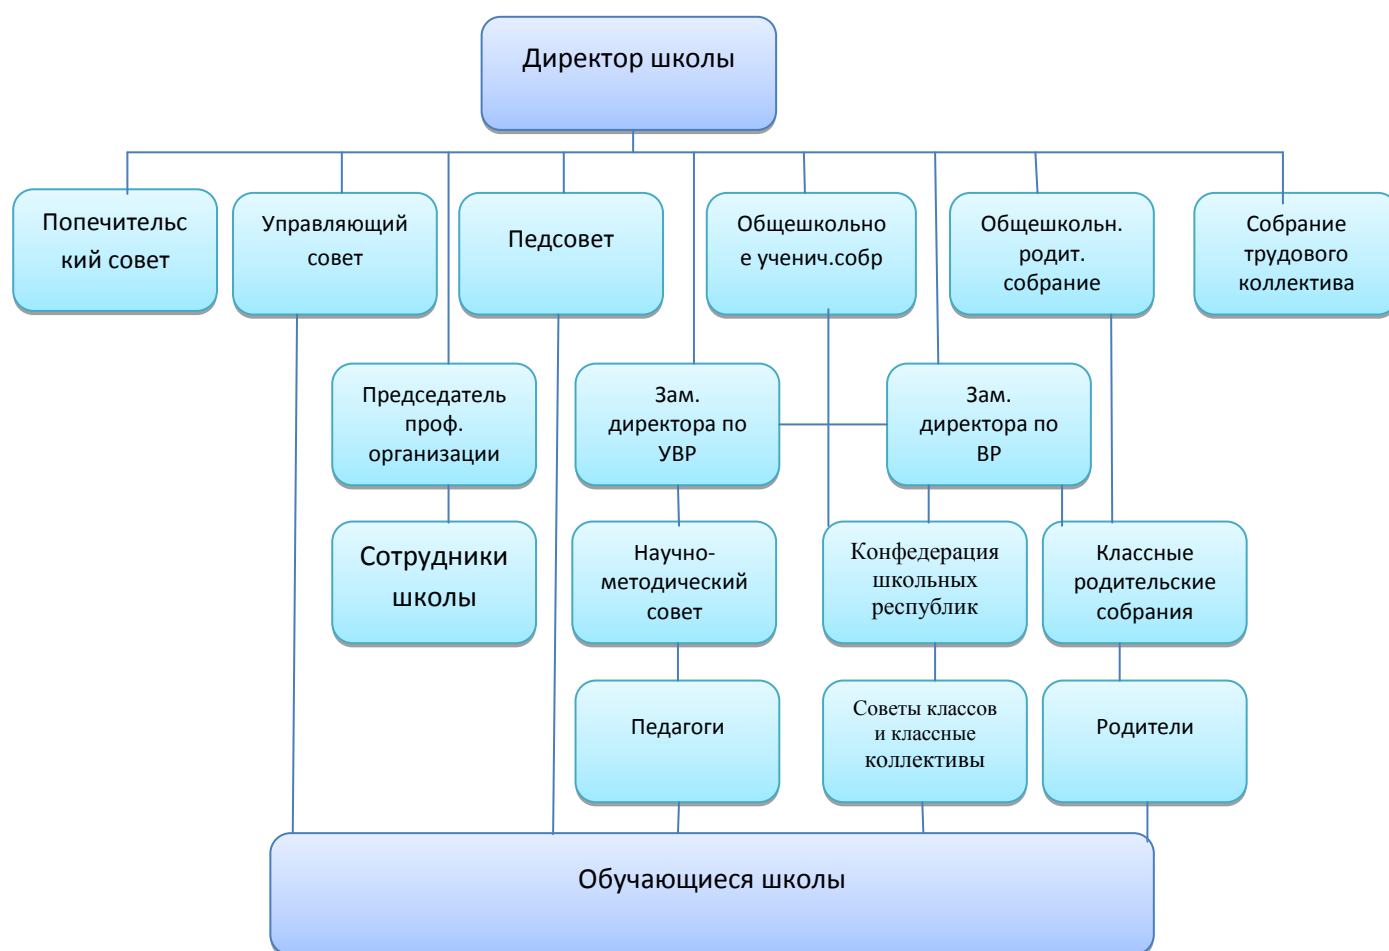 Директор школы
Попечительс
кий совет
Управляющий
совет
Педсовет
Общешкольно
е ученич.собр
Общешкольн.
родит.
собрание
Собрание
трудового
коллектива
Председатель
проф.
организации
Зам.
директора по
УВР
Зам.
директора по
ВР
Сотрудники
школы
Научно-
методический
совет
Конфедерация
школьных
республик
Классные
родительские
собрания
Педагоги
Советы классов
и классные
коллективы
Родители
Обучающиеся школы